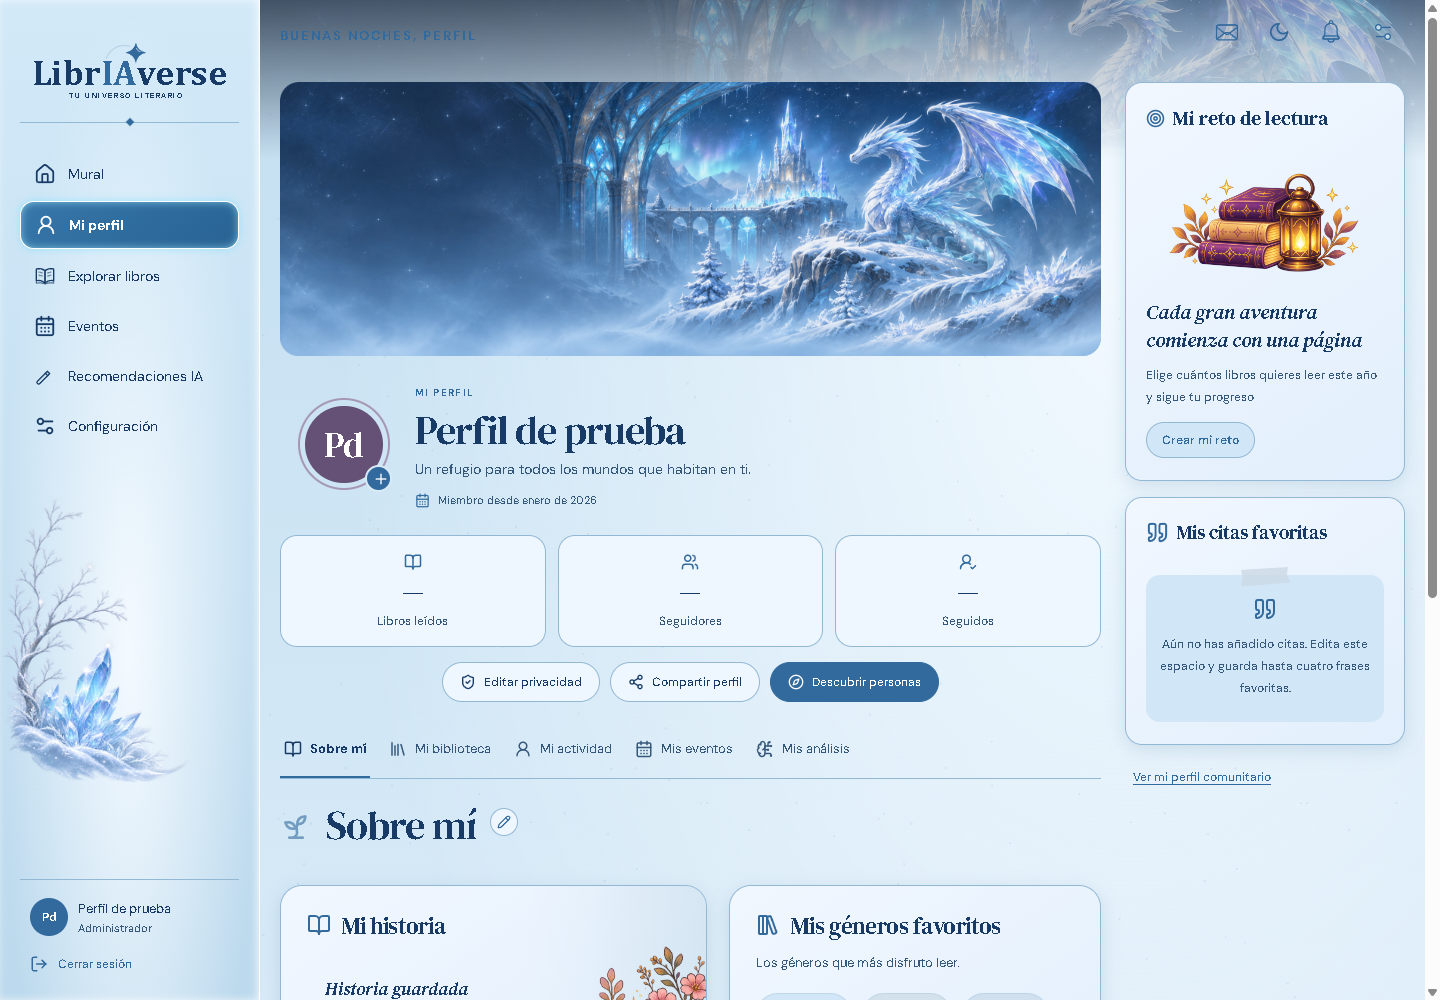 LibrIAverse
TU UNIVERSO LITERARIO
Mural
Mi perfil
Explorar libros
Eventos
Recomendaciones IA
Configuración
Pd
Perfil de prueba
Administrador
Cerrar sesión
BUENAS NOCHES, PERFIL
Pd
MI PERFIL
Perfil de prueba
Un refugio para todos los mundos que habitan en ti.
Miembro desde enero de 2026
—
Libros leídos
—
Seguidores
—
Seguidos
Editar privacidad
Compartir perfil
Descubrir personas
Sobre mí
Mi biblioteca
Mi actividad
Mis eventos
Mis análisis
Sobre mí
Mi historia
Historia guardada
Mis géneros favoritos
Los géneros que más disfruto leer.
Mi reto de lectura
Cada gran aventura
comienza con una página
Elige cuántos libros quieres leer este año
y sigue tu progreso
Crear mi reto
Mis citas favoritas
Aún no has añadido citas. Edita este
espacio y guarda hasta cuatro frases
favoritas.
Ver mi perfil comunitario